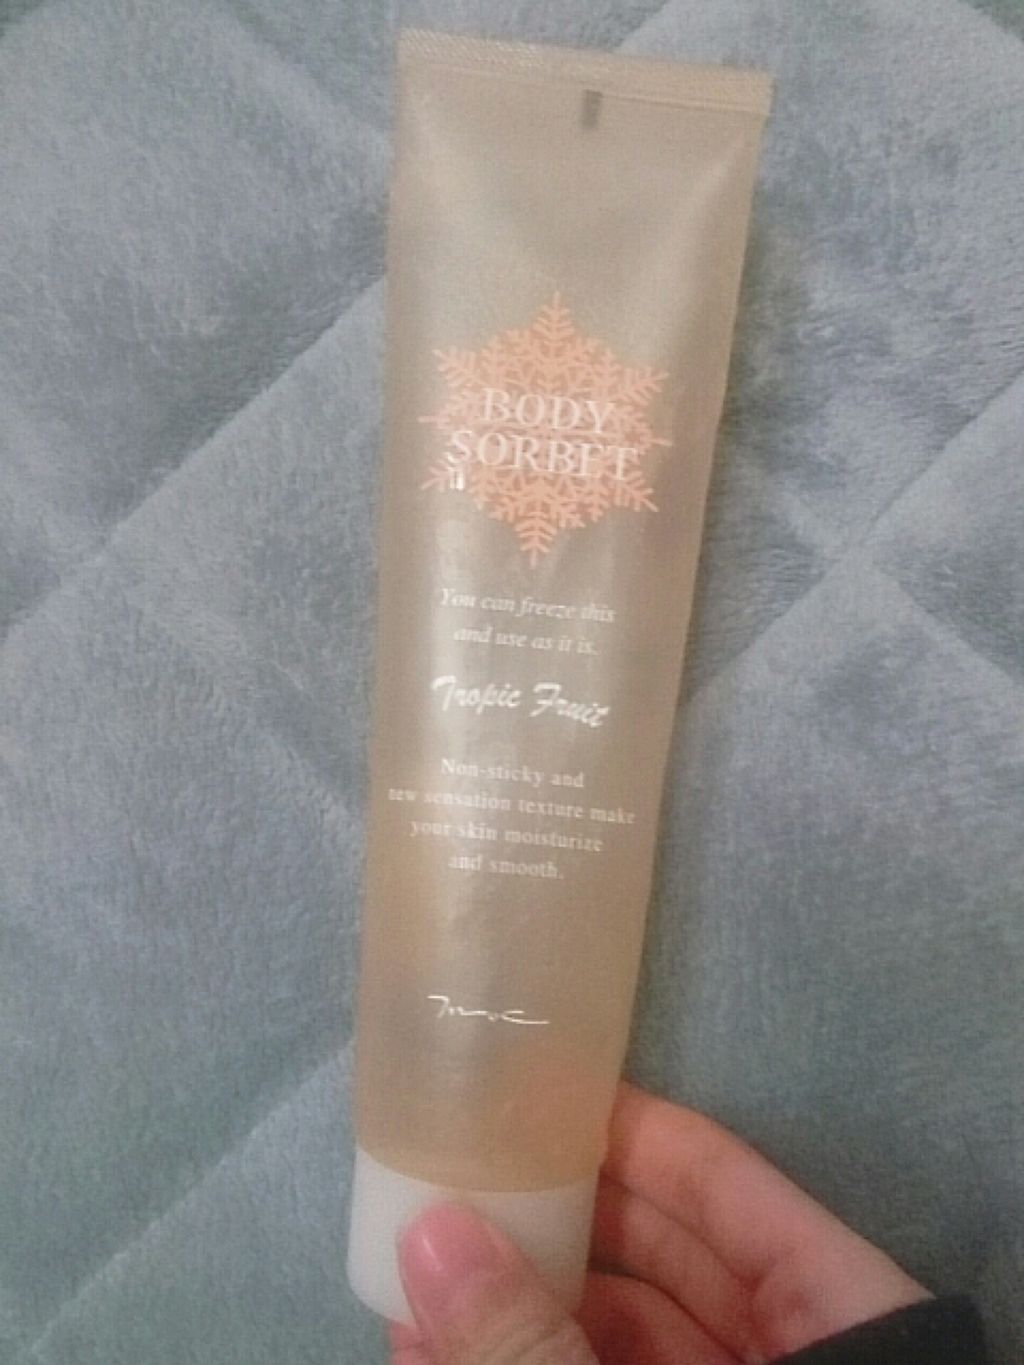 BODY
SORBET
You can freeze this
and use as it is.
Tropic Fruit
Non-sticky and
new sensation texture make
your skin moisturize
and smooth.